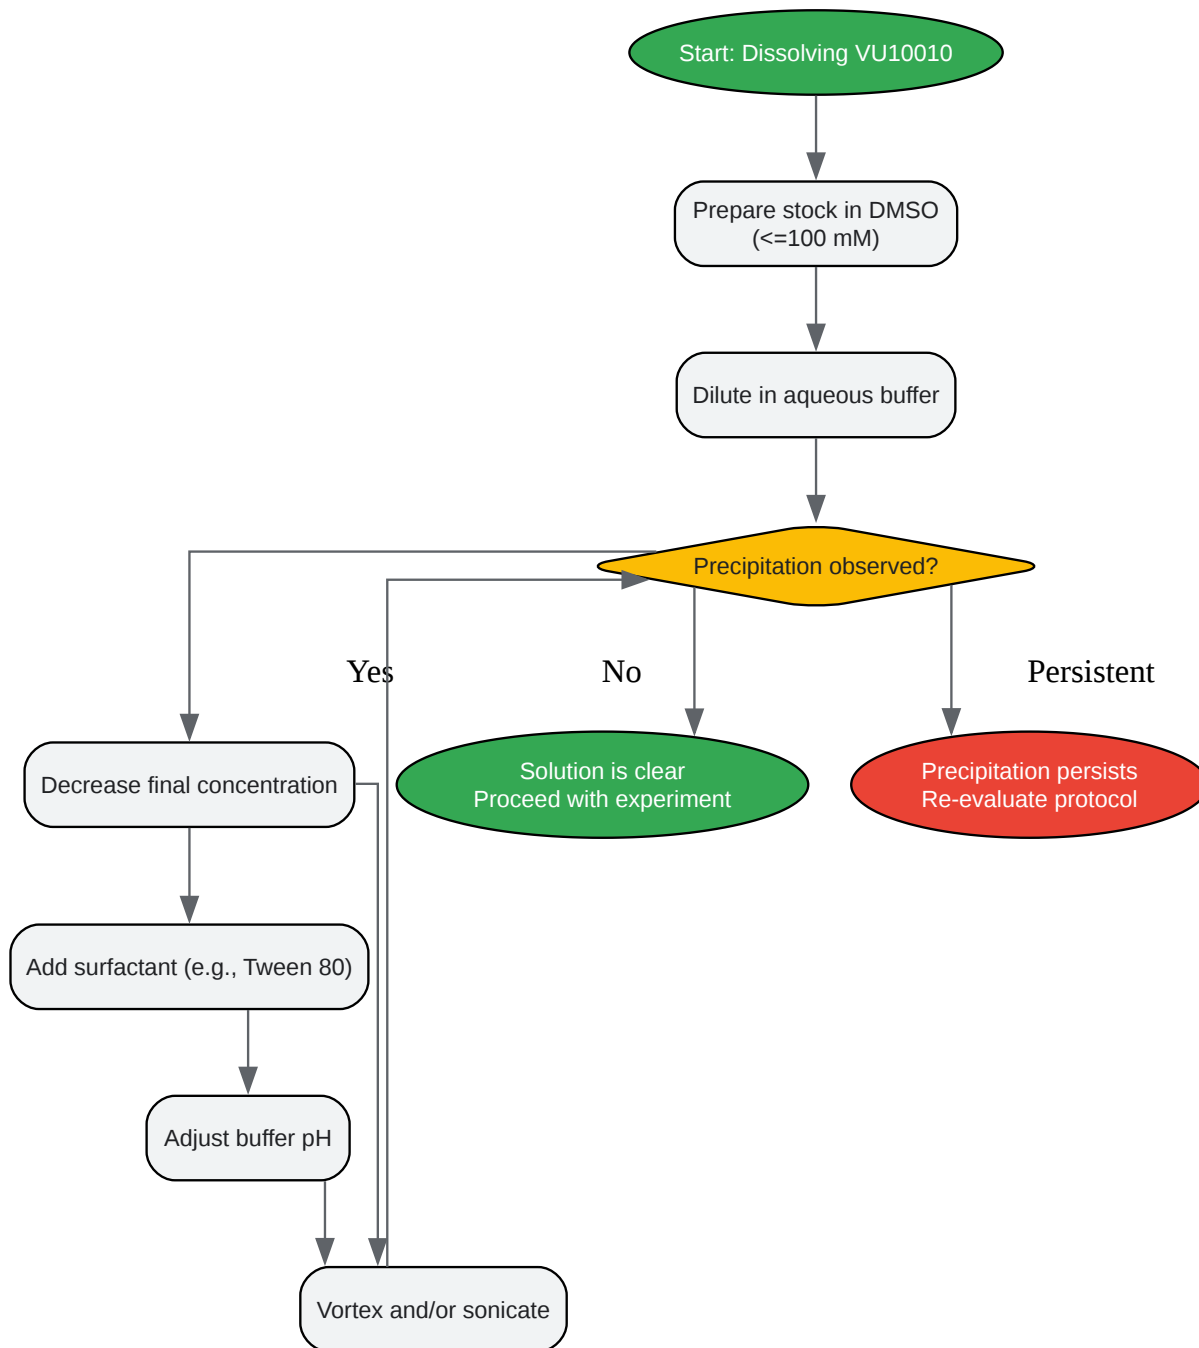 Start: Dissolving VU10010
Prepare stock in DMSO
(<=100 mM)
Dilute in aqueous buffer
Precipitation observed?
Yes
No
Persistent
Decrease final concentration
Solution is clear
Proceed with experiment
Precipitation persists
Re-evaluate protocol
Add surfactant (e.g., Tween 80)
Adjust buffer pH
Vortex and/or sonicate